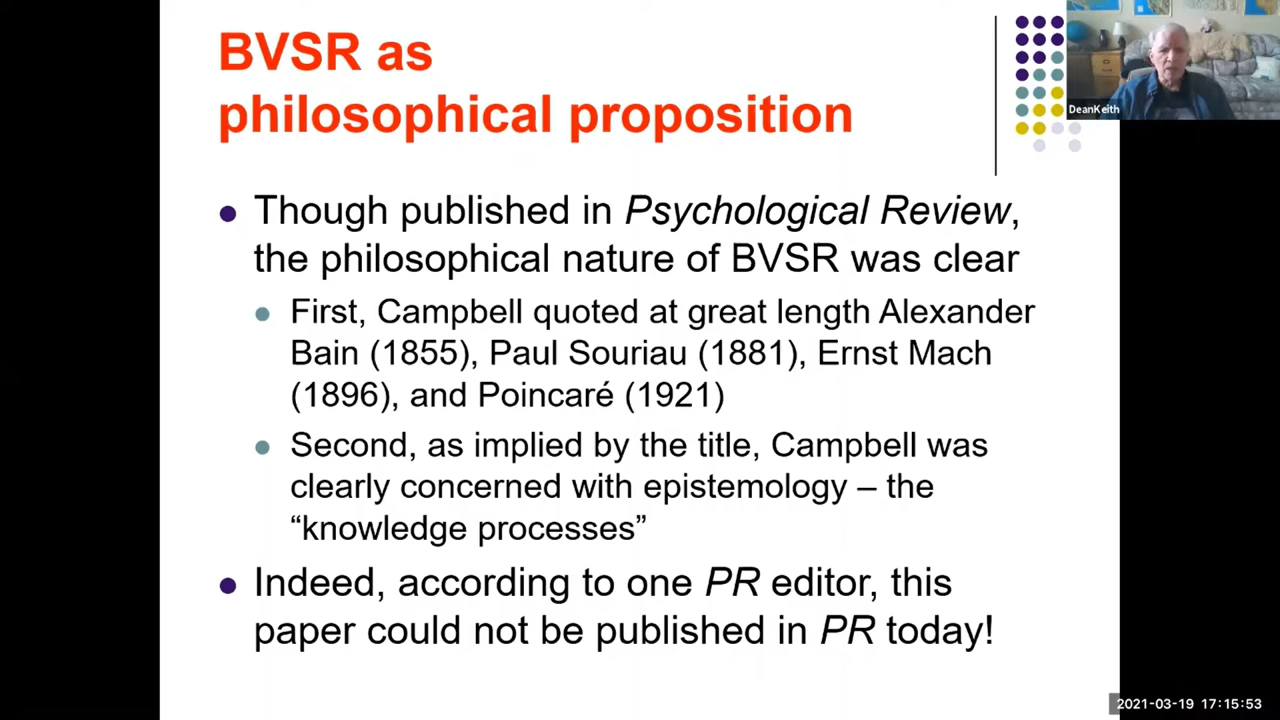 BVSR as
philosophical proposition
DeanKeith
● Though published in Psychological Review,
the philosophical nature of BVSR was clear
● First, Campbell quoted at great length Alexander
Bain (1855), Paul Souriau (1881), Ernst Mach
(1896), and Poincaré (1921)
● Second, as implied by the title, Campbell was
clearly concerned with epistemology – the
“knowledge processes”
● Indeed, according to one PR editor, this
paper could not be published in PR today!
2021-03-19 17:15:53